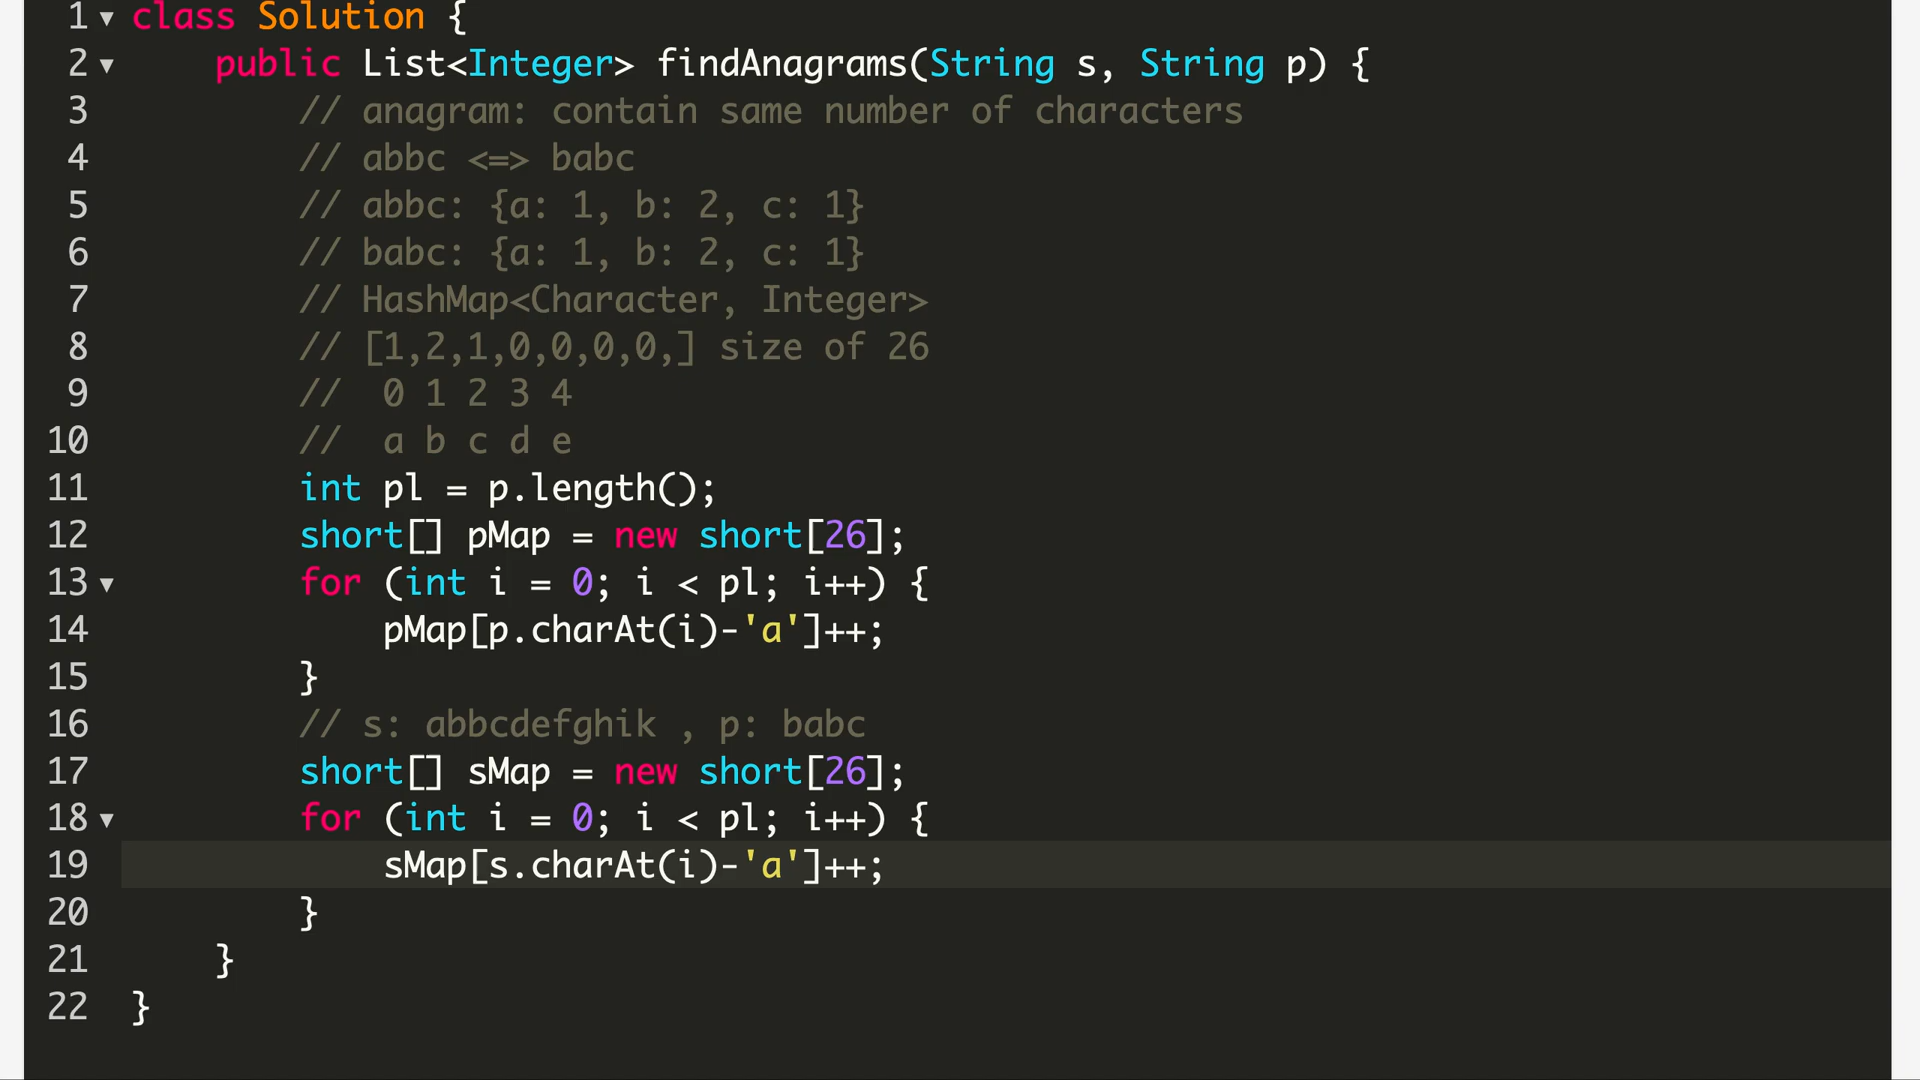 1 class Solution {
2 public List<Integer> findAnagrams(String s, String p) {
3 // anagram: contain same number of characters
4 // abbc <=> babc
5 // abbc: {a: 1, b: 2, c: 1}
6 // babc: {a: 1, b: 2, c: 1}
7 // HashMap<Character, Integer>
8 // [1,2,1,0,0,0,0,] size of 26
9 //  0 1 2 3 4
10 //  a b c d e
11 int pl = p.length();
12 short[] pMap = new short[26];
13 for (int i = 0; i < pl; i++) {
14 pMap[p.charAt(i)-'a']++;
15 }
16 // s: abbcdefghik , p: babc
17 short[] sMap = new short[26];
18 for (int i = 0; i < pl; i++) {
19 sMap[s.charAt(i)-'a']++;
20 }
21 }
22 }